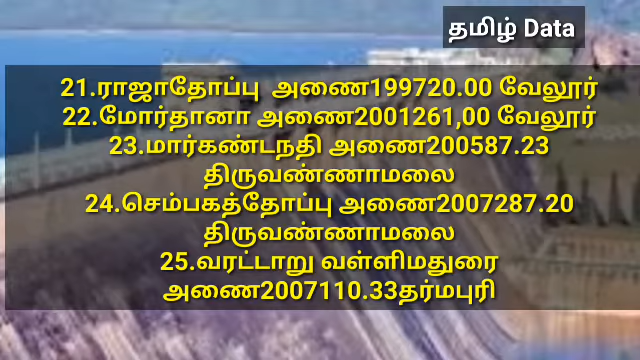 தமிழ் Data
21.ராஜாதோப்பு அணை199720.00 வேலூர்
22.மோர்தானா அணை2001261,00 வேலூர்
23.மார்கண்டநதி அணை200587.23
திருவண்ணாமலை
24.செம்பகத்தோப்பு அணை2007287.20
திருவண்ணாமலை
25.வரட்டாறு வள்ளிமதுரை
அணை2007110.33தர்மபுரி